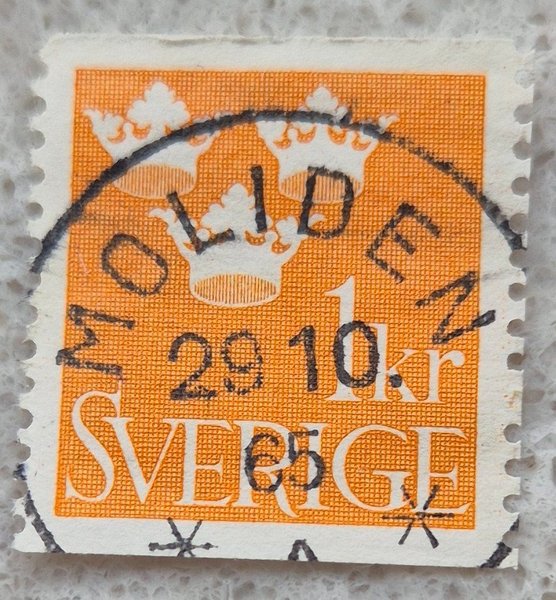 MOLIDEN
29 10.
65
1 kr
SVERIGE
* A *